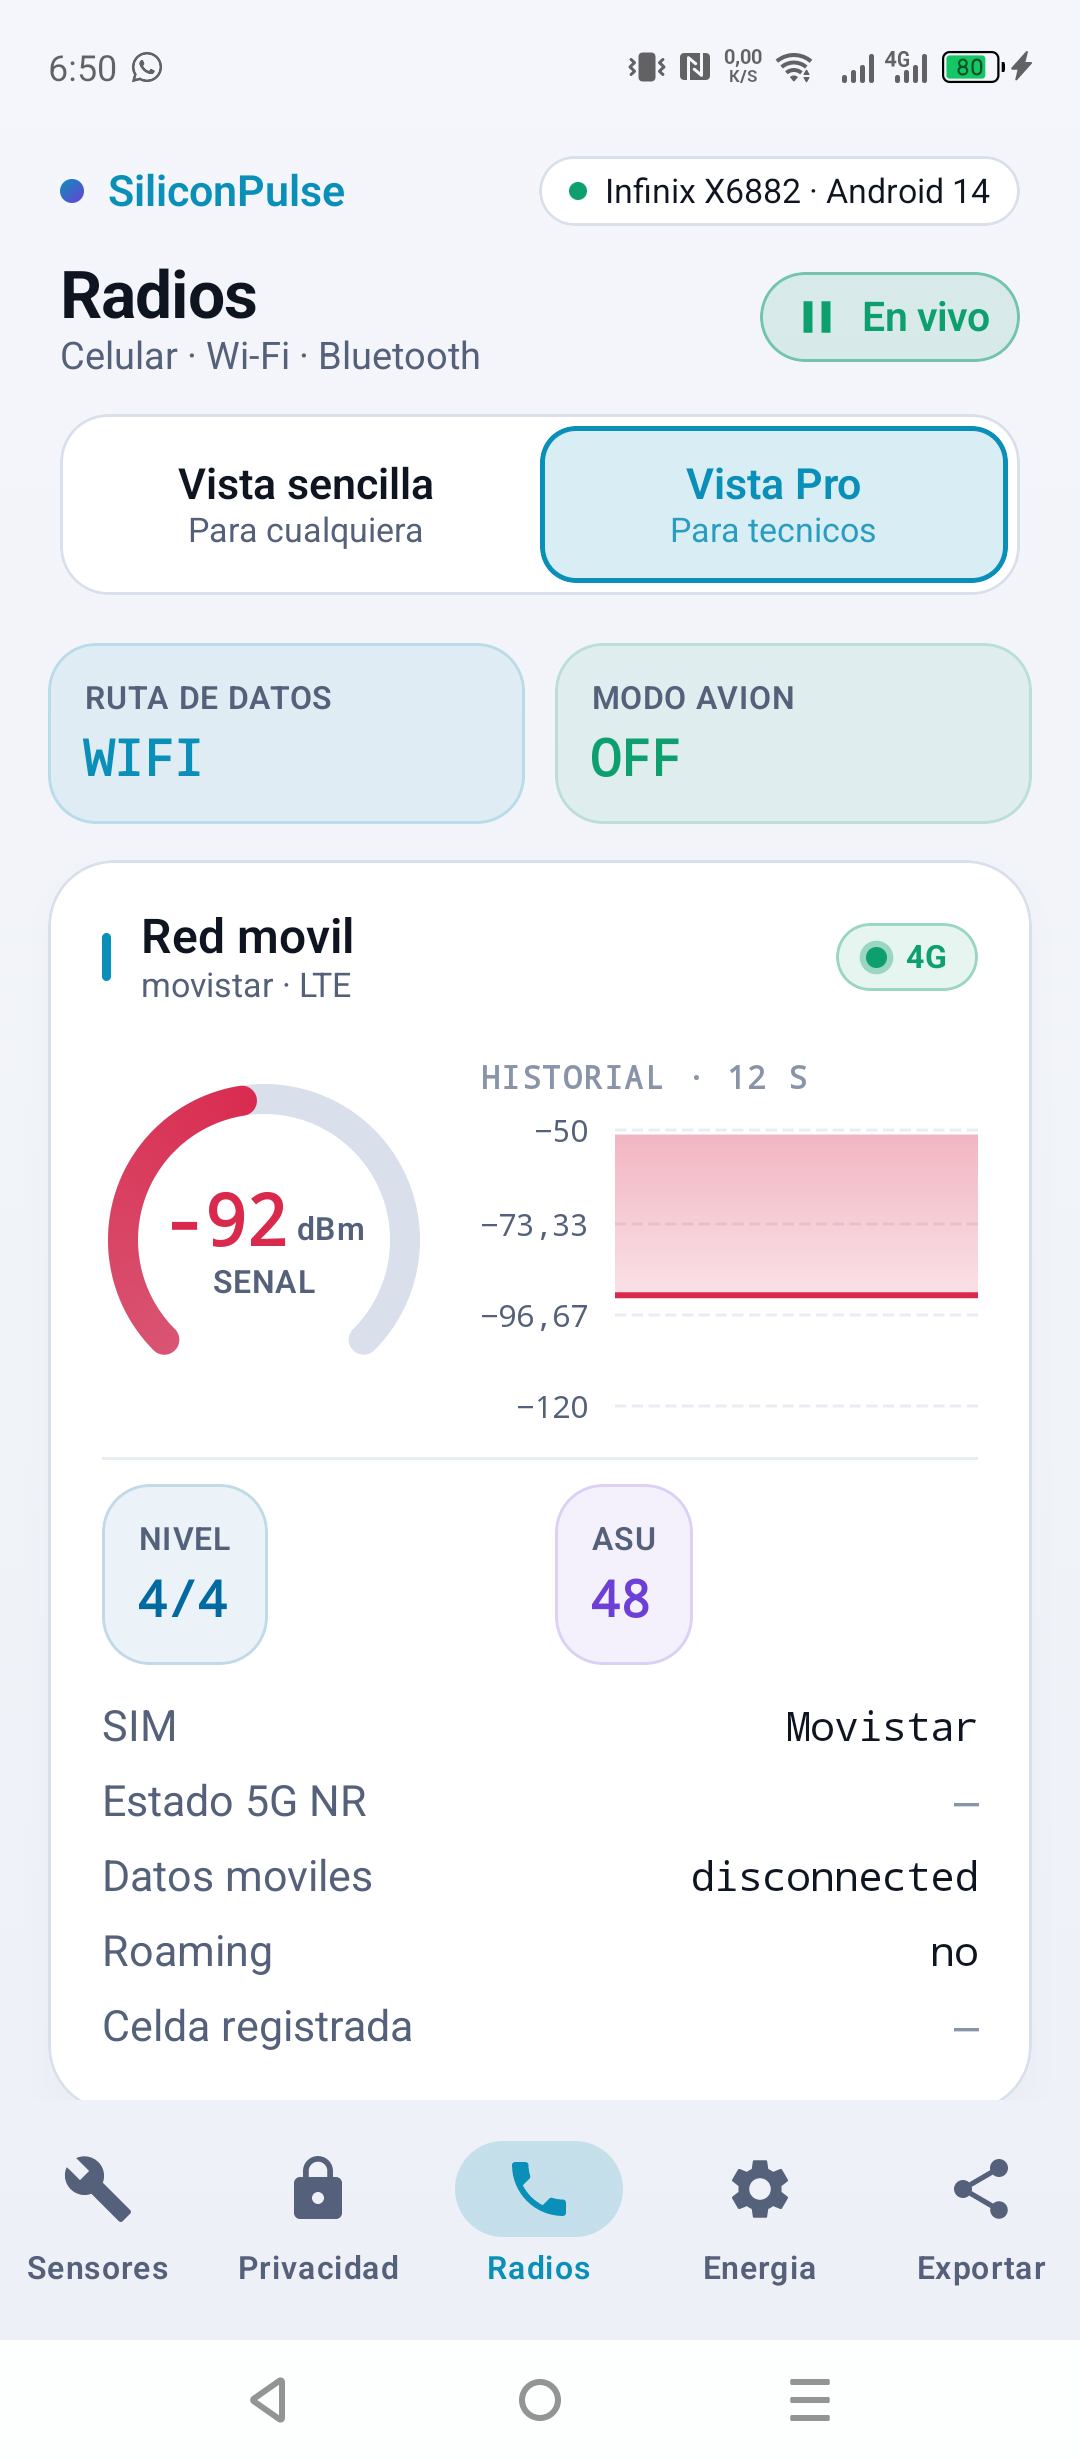 6:50
0,00
K/S
4G
80
SiliconPulse
Infinix X6882 · Android 14
Radios
Celular · Wi-Fi · Bluetooth
En vivo
Vista sencilla
Para cualquiera
Vista Pro
Para tecnicos
RUTA DE DATOS
WIFI
MODO AVION
OFF
Red movil
movistar · LTE
4G
-92 dBm
SENAL
HISTORIAL · 12 S
−50
−73,33
−96,67
−120
NIVEL
4/4
ASU
48
SIM Movistar
Estado 5G NR —
Datos moviles disconnected
Roaming no
Celda registrada —
Sensores
Privacidad
Radios
Energia
Exportar